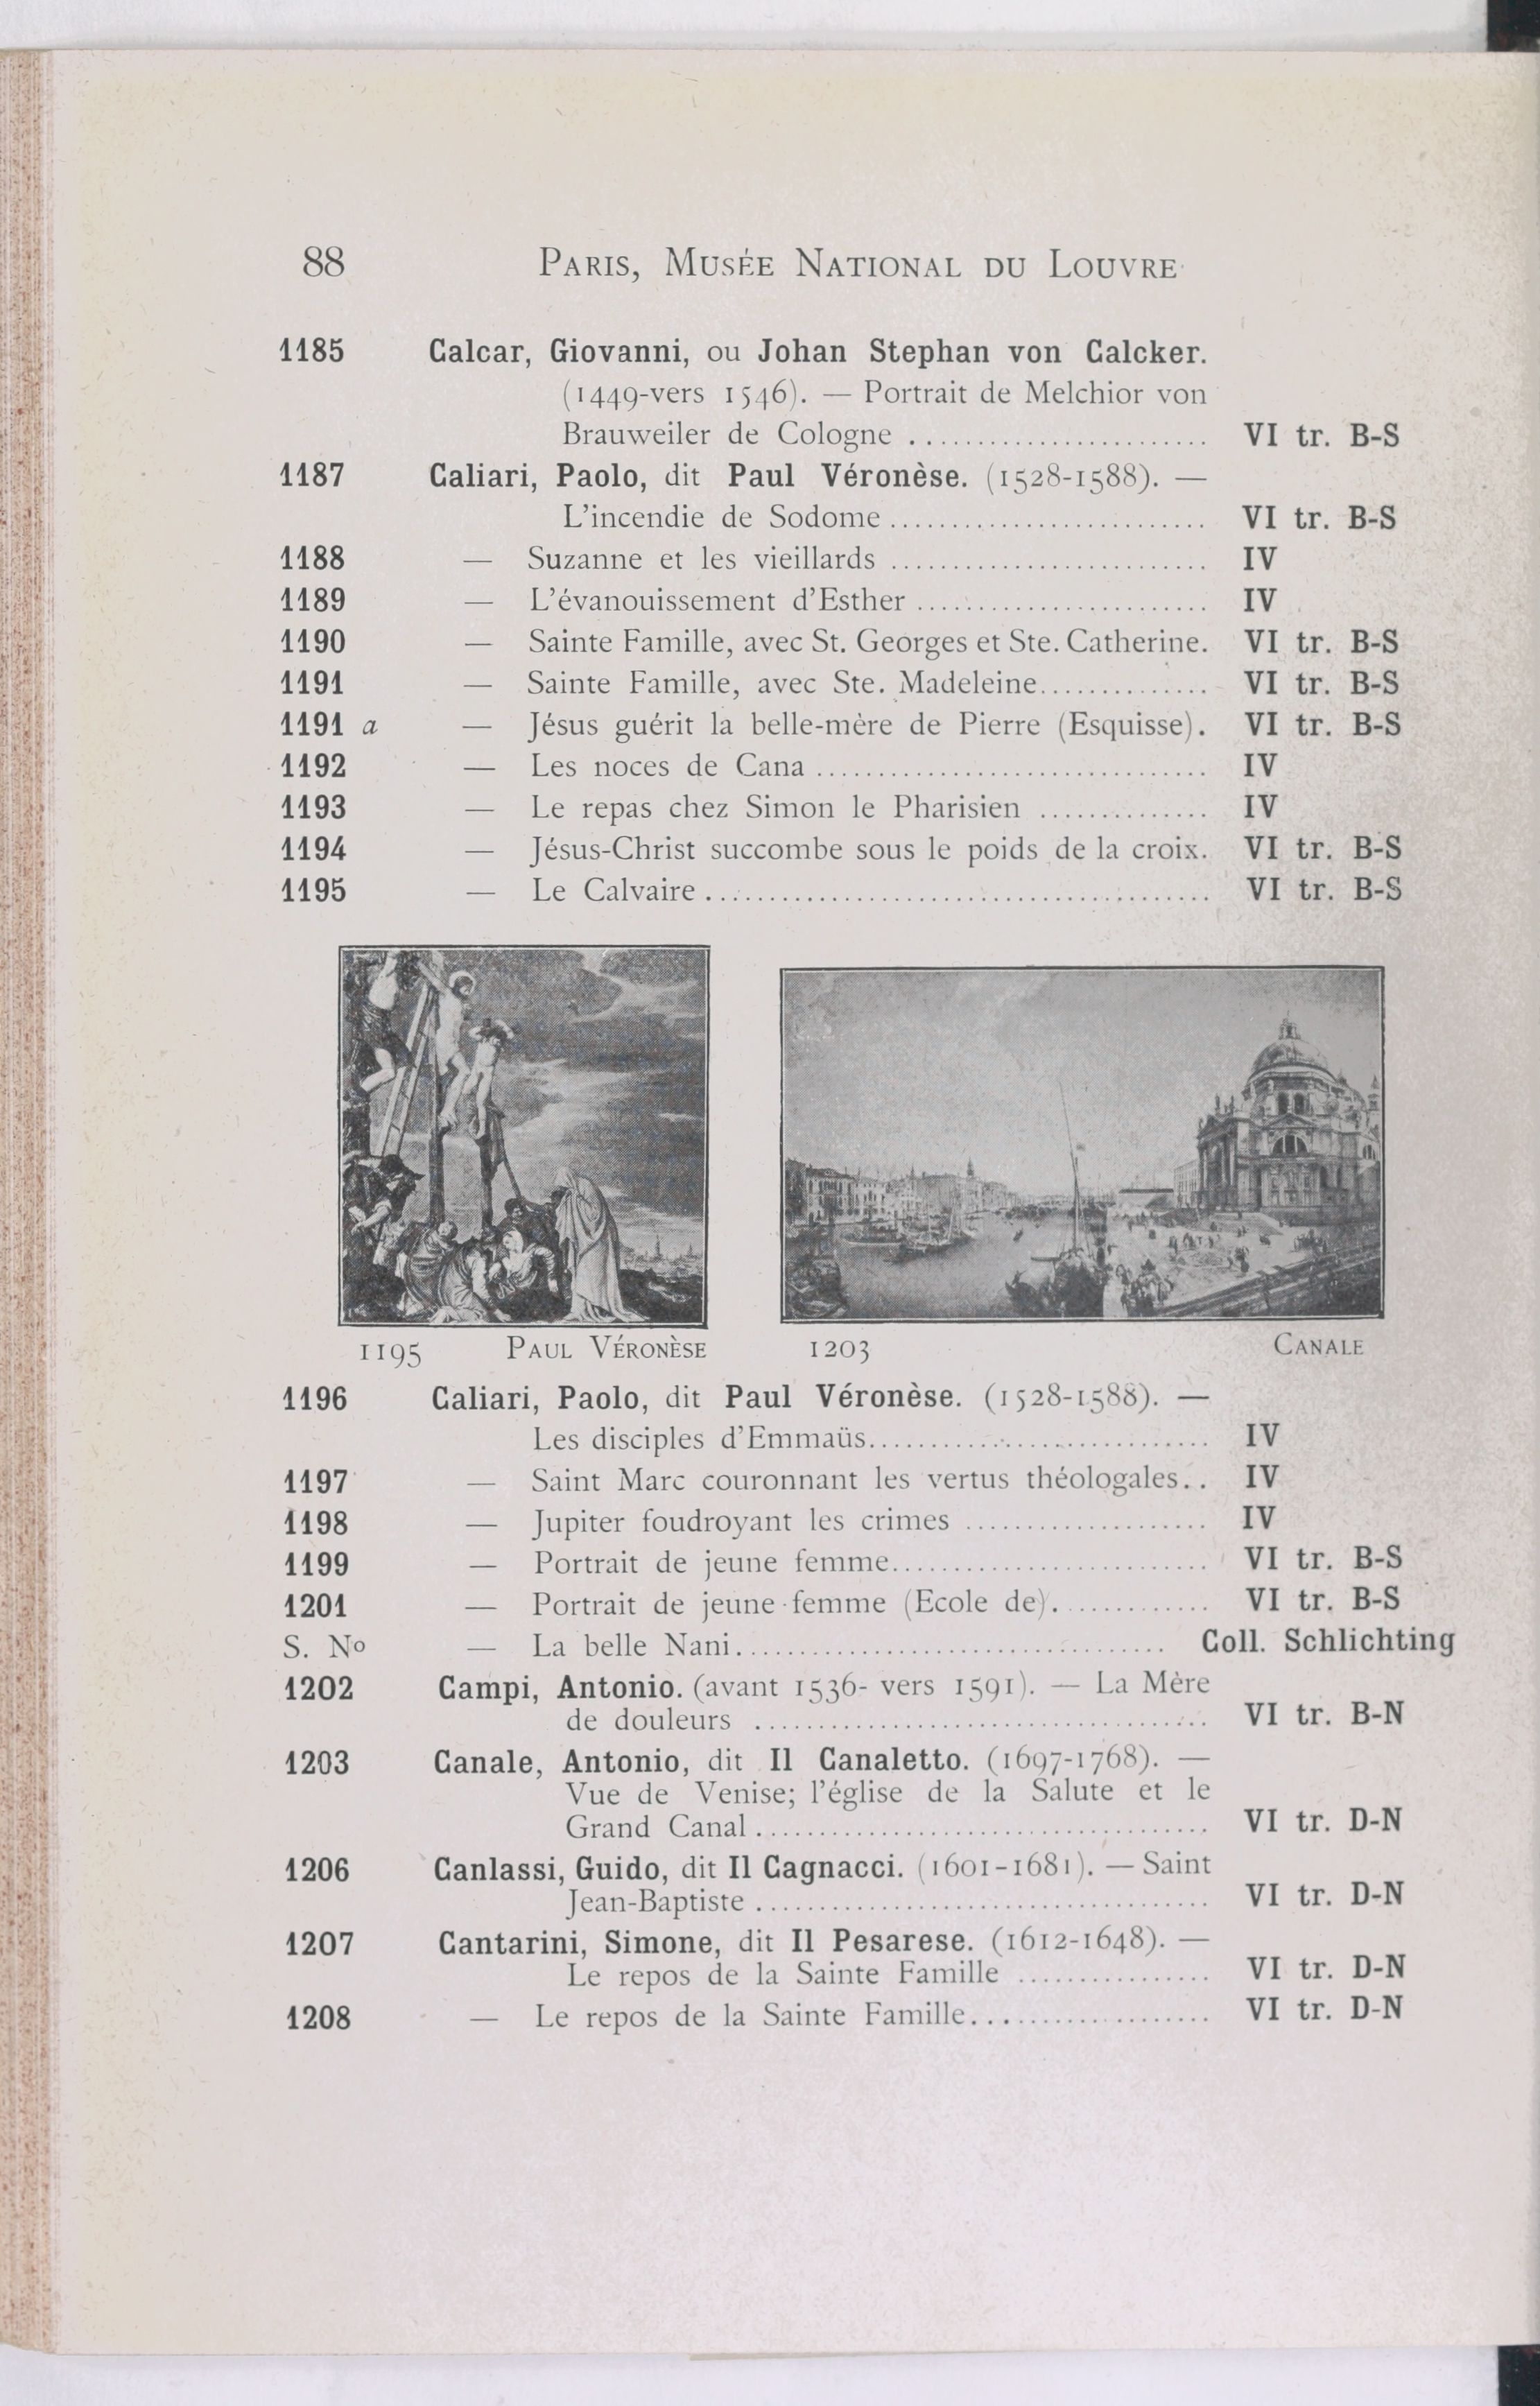 88 PARIS, MUSÉE NATIONAL DU LOUVRE
1185 Calcar, Giovanni, ou Johan Stephan von Calcker.
(1449-vers 1546). — Portrait de Melchior von
Brauweiler de Cologne ........................ VI tr. B-S
1187 Caliari, Paolo, dit Paul Véronèse. (1528-1588). —
L'incendie de Sodome ......................... VI tr. B-S
1188 — Suzanne et les vieillards ......................... IV
1189 — L'évanouissement d'Esther ....................... IV
1190 — Sainte Famille, avec St. Georges et Ste. Catherine. VI tr. B-S
1191 — Sainte Famille, avec Ste. Madeleine.............. VI tr. B-S
1191 a — Jésus guérit la belle-mère de Pierre (Esquisse). VI tr. B-S
1192 — Les noces de Cana ............................... IV
1193 — Le repas chez Simon le Pharisien .............. IV
1194 — Jésus-Christ succombe sous le poids de la croix. VI tr. B-S
1195 — Le Calvaire ........................................ VI tr. B-S
1195 PAUL VÉRONÈSE 1203 CANALE
1196 Caliari, Paolo, dit Paul Véronèse. (1528-1588). —
Les disciples d'Emmaüs........................... IV
1197 — Saint Marc couronnant les vertus théologales.. IV
1198 — Jupiter foudroyant les crimes ................... IV
1199 — Portrait de jeune femme......................... VI tr. B-S
1201 — Portrait de jeune femme (Ecole de)............. VI tr. B-S
S. No — La belle Nani.................................. Coll. Schlichting
1202 Campi, Antonio. (avant 1536- vers 1591). — La Mère
de douleurs .................................... VI tr. B-N
1203 Canale, Antonio, dit Il Canaletto. (1697-1768). —
Vue de Venise; l'église de la Salute et le
Grand Canal .................................... VI tr. D-N
1206 Canlassi, Guido, dit Il Cagnacci. (1601-1681). — Saint
Jean-Baptiste .................................... VI tr. D-N
1207 Cantarini, Simone, dit Il Pesarese. (1612-1648). —
Le repos de la Sainte Famille ................ VI tr. D-N
1208 — Le repos de la Sainte Famille................... VI tr. D-N